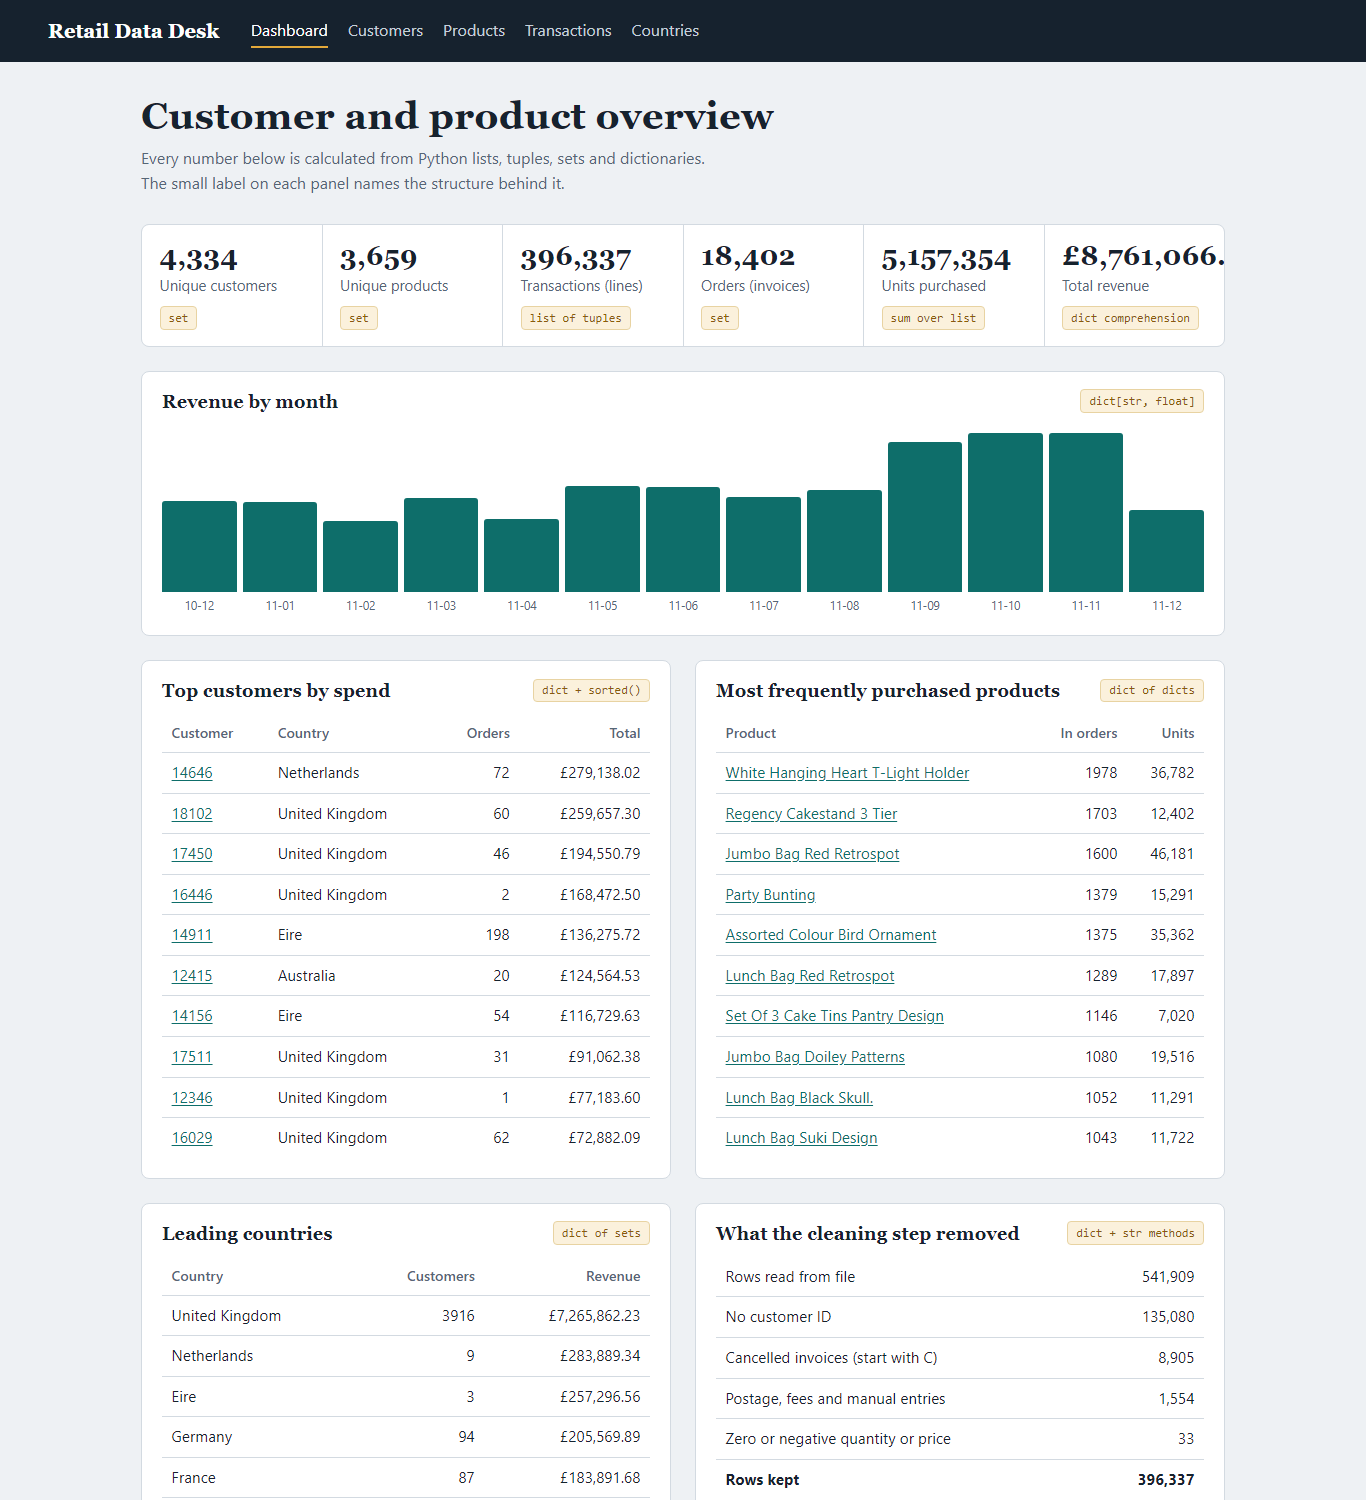 Retail Data Desk Dashboard Customers Products Transactions Countries
Customer and product overview
Every number below is calculated from Python lists, tuples, sets and dictionaries.
The small label on each panel names the structure behind it.
4,334 3,659 396,337 18,402 5,157,354 £8,761,066.
Unique customers Unique products Transactions (lines) Orders (invoices) Units purchased Total revenue
set set list of tuples set sum over list dict comprehension
Revenue by month dict[str, float]
10-12 11-01 11-02 11-03 11-04 11-05 11-06 11-07 11-08 11-09 11-10 11-11 11-12
Top customers by spend dict + sorted()
Customer Country Orders Total
14646 Netherlands 72 £279,138.02
18102 United Kingdom 60 £259,657.30
17450 United Kingdom 46 £194,550.79
16446 United Kingdom 2 £168,472.50
14911 Eire 198 £136,275.72
12415 Australia 20 £124,564.53
14156 Eire 54 £116,729.63
17511 United Kingdom 31 £91,062.38
12346 United Kingdom 1 £77,183.60
16029 United Kingdom 62 £72,882.09
Most frequently purchased products dict of dicts
Product In orders Units
White Hanging Heart T-Light Holder 1978 36,782
Regency Cakestand 3 Tier 1703 12,402
Jumbo Bag Red Retrospot 1600 46,181
Party Bunting 1379 15,291
Assorted Colour Bird Ornament 1375 35,362
Lunch Bag Red Retrospot 1289 17,897
Set Of 3 Cake Tins Pantry Design 1146 7,020
Jumbo Bag Doiley Patterns 1080 19,516
Lunch Bag Black Skull. 1052 11,291
Lunch Bag Suki Design 1043 11,722
Leading countries dict of sets
Country Customers Revenue
United Kingdom 3916 £7,265,862.23
Netherlands 9 £283,889.34
Eire 3 £257,296.56
Germany 94 £205,569.89
France 87 £183,891.68
What the cleaning step removed dict + str methods
Rows read from file 541,909
No customer ID 135,080
Cancelled invoices (start with C) 8,905
Postage, fees and manual entries 1,554
Zero or negative quantity or price 33
Rows kept 396,337